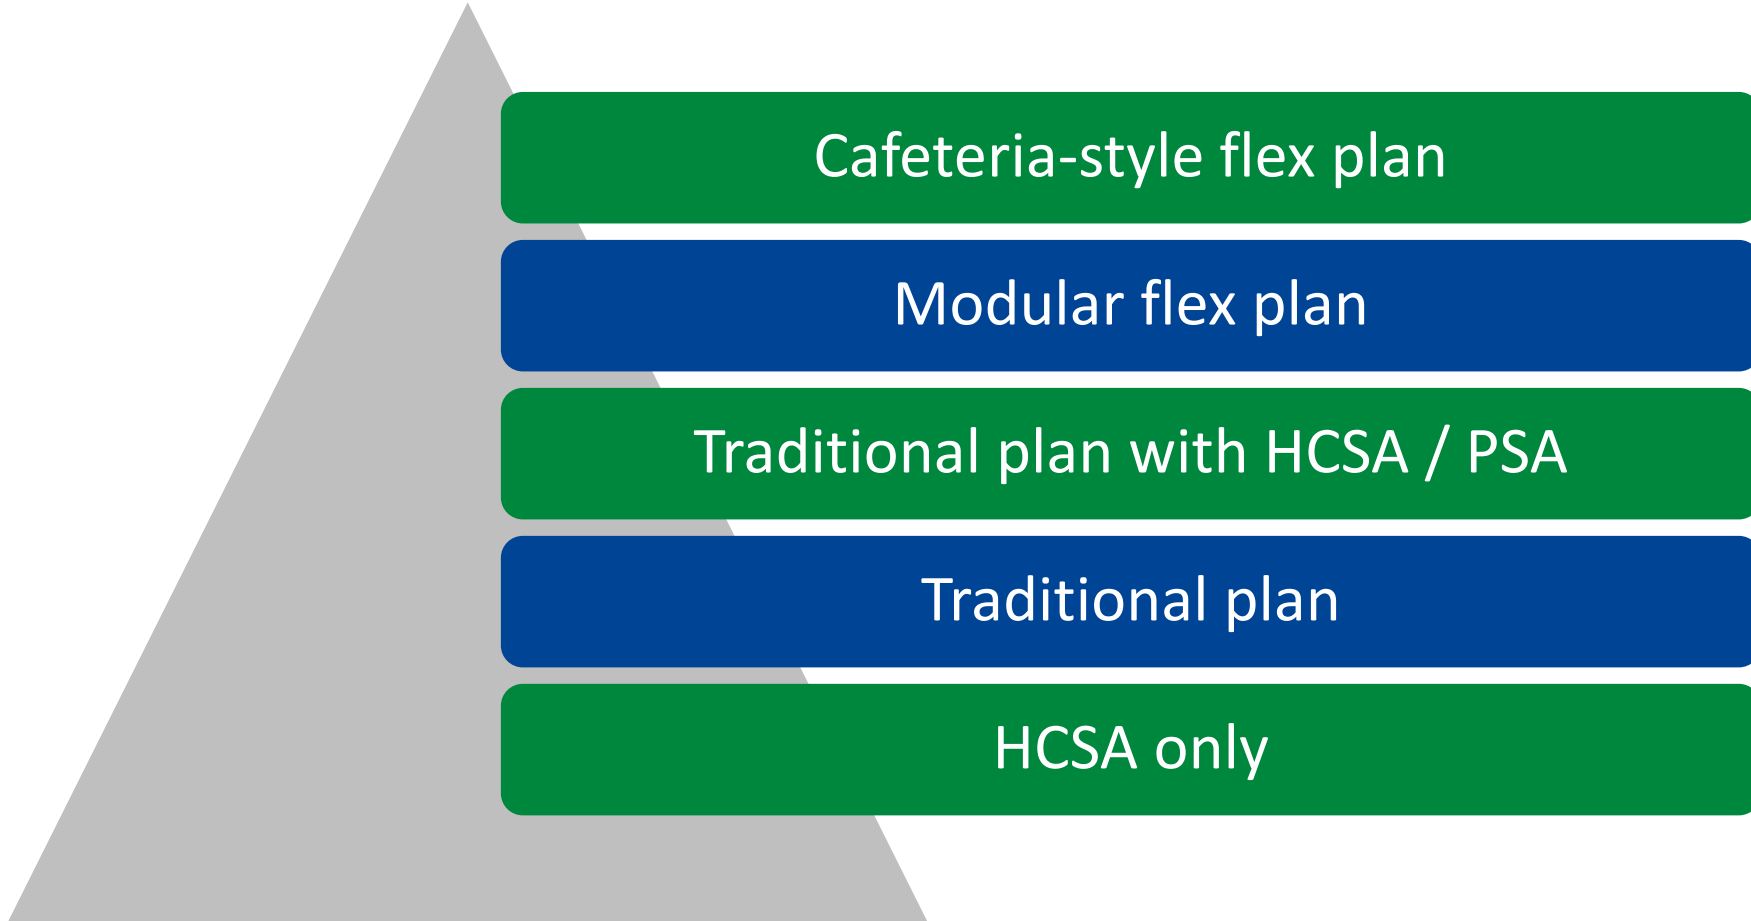 Cafeteria-style flex plan
Modular flex plan
Traditional plan with HCSA / PSA
Traditional plan
HCSA only